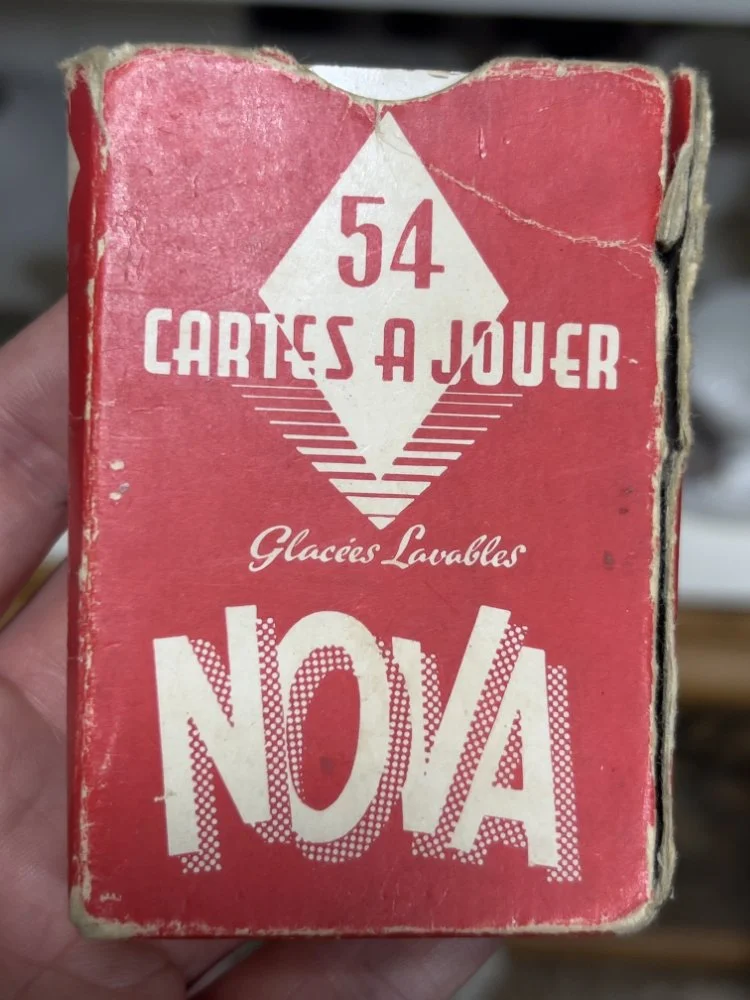 54
CARTES A JOUER
Glacées Lavables
NOVA